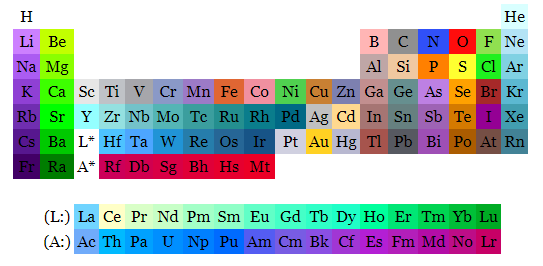 H He
Li Be B C N O F Ne
Na Mg Al Si P S Cl Ar
K Ca Sc Ti V Cr Mn Fe Co Ni Cu Zn Ga Ge As Se Br Kr
Rb Sr Y Zr Nb Mo Tc Ru Rh Pd Ag Cd In Sn Sb Te I Xe
Cs Ba L* Hf Ta W Re Os Ir Pt Au Hg Tl Pb Bi Po At Rn
Fr Ra A* Rf Db Sg Bh Hs Mt
(L:) La Ce Pr Nd Pm Sm Eu Gd Tb Dy Ho Er Tm Yb Lu
(A:) Ac Th Pa U Np Pu Am Cm Bk Cf Es Fm Md No Lr